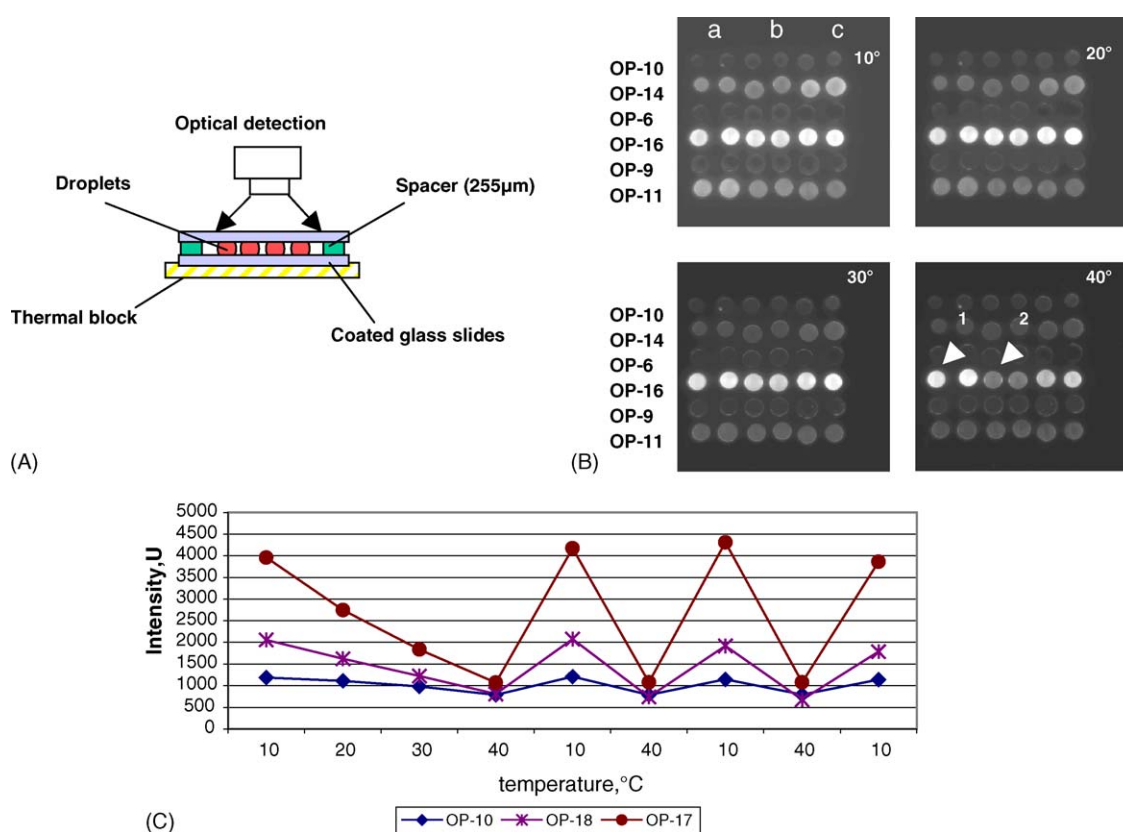 Optical detection
Droplets
Spacer (255µm)
Thermal block
Coated glass slides
(A)
a b c
10°
20°
OP-10
OP-14
OP-6
OP-16
OP-9
OP-11
30°
40°
1 2
OP-10
OP-14
OP-6
OP-16
OP-9
OP-11
(B)
Intensity,U
5000
4500
4000
3500
3000
2500
2000
1500
1000
500
0
10 20 30 40 10 40 10 40 10
temperature,°C
OP-10 OP-18 OP-17
(C)